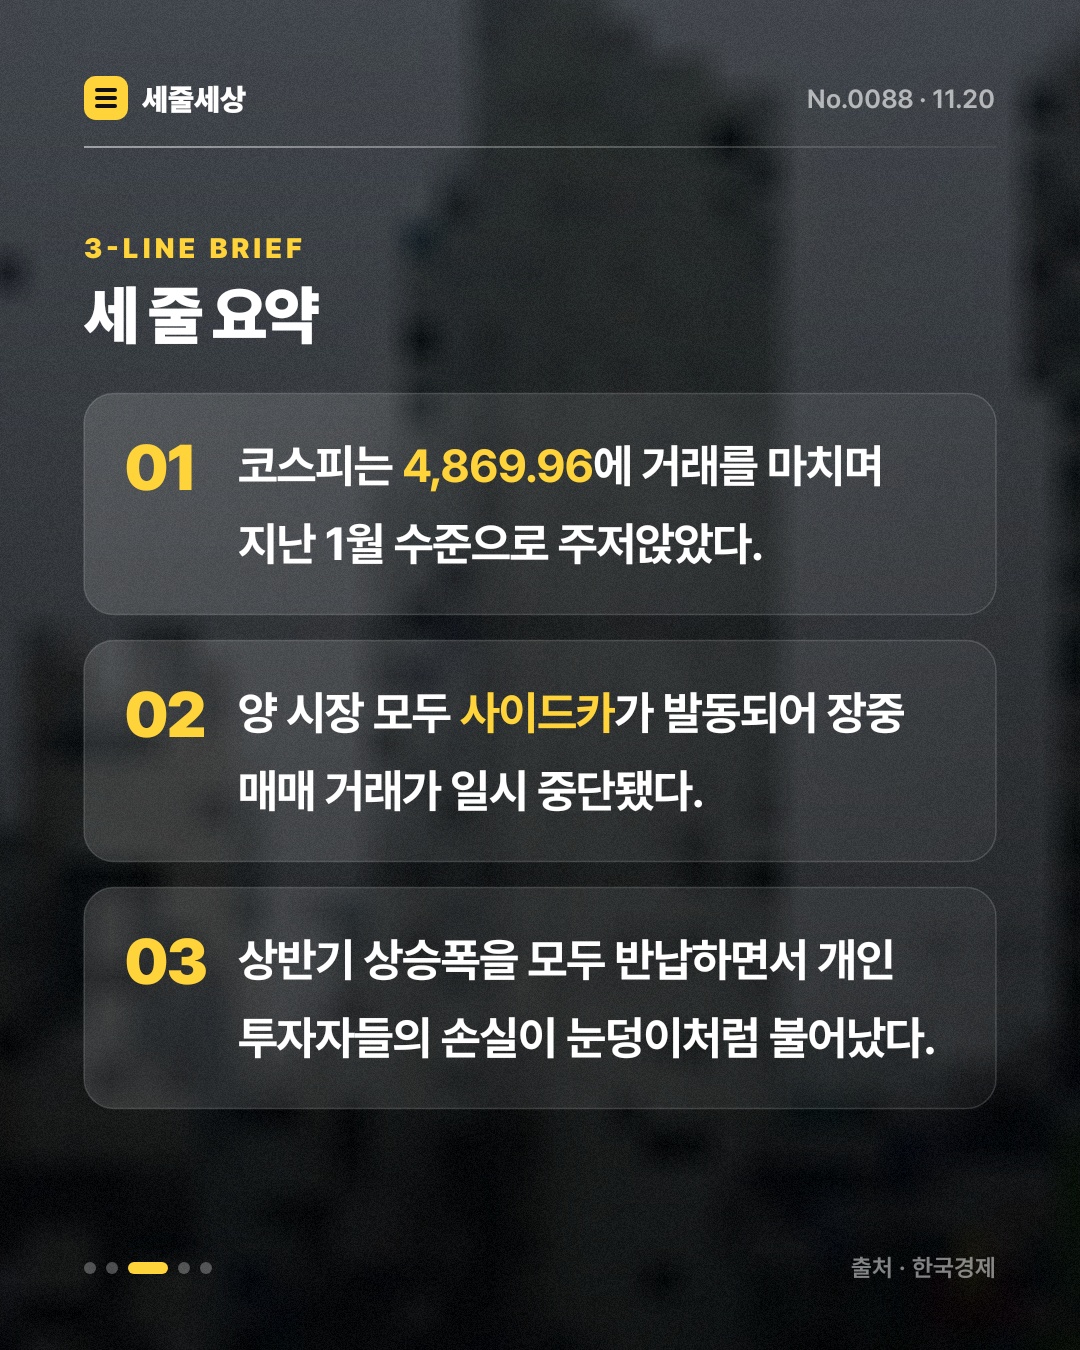 세줄세상
No.0088 · 11.20
3-LINE BRIEF
세 줄 요약
01 코스피는 4,869.96에 거래를 마치며
지난 1월 수준으로 주저앉았다.
02 양 시장 모두 사이드카가 발동되어 장중
매매 거래가 일시 중단됐다.
03 상반기 상승폭을 모두 반납하면서 개인
투자자들의 손실이 눈덩이처럼 불어났다.
출처 · 한국경제